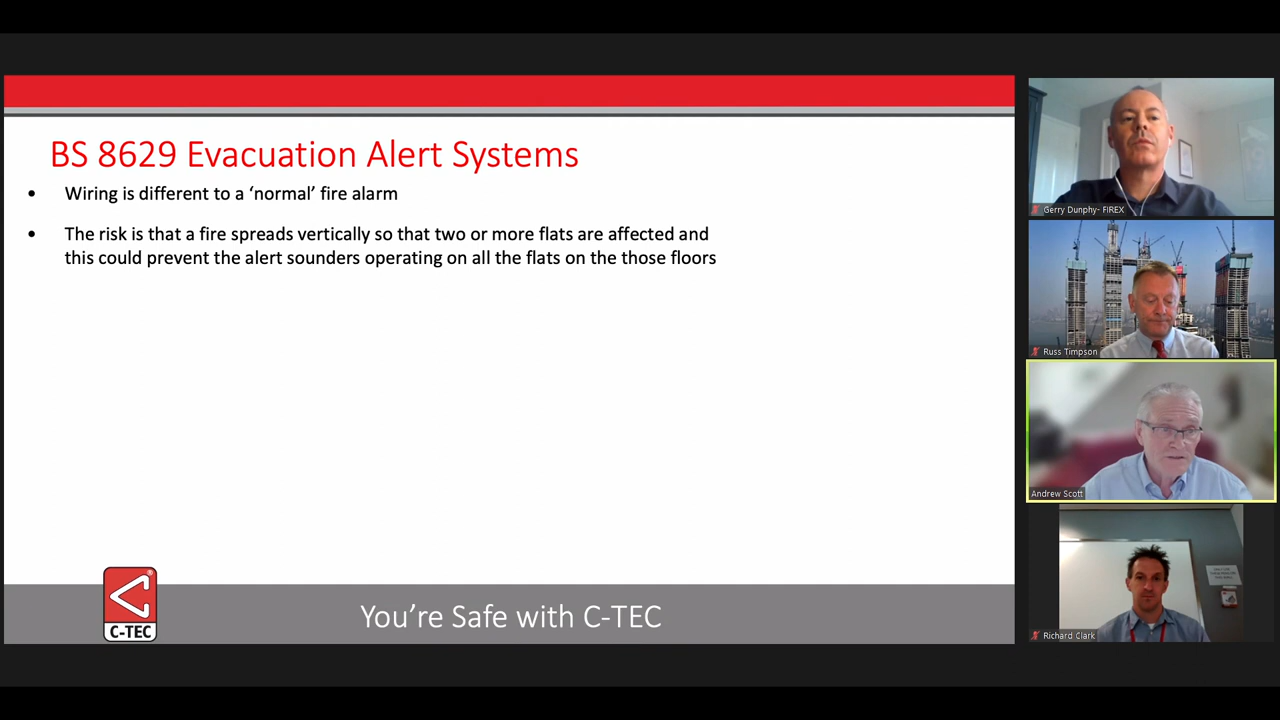 BS 8629 Evacuation Alert Systems
• Wiring is different to a ‘normal’ fire alarm
• The risk is that a fire spreads vertically so that two or more flats are affected and
this could prevent the alert sounders operating on all the flats on the those floors
C-TEC
You’re Safe with C-TEC
Gerry Dunphy- FIREX
Russ Timpson
Andrew Scott
Richard Clark